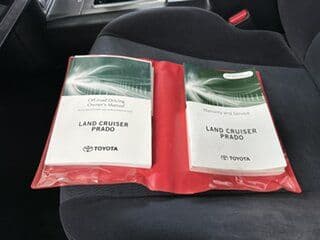 Off-road Driving
Owner's Manual
LAND CRUISER
PRADO
TOYOTA
Warranty and Service
LAND CRUISER
PRADO
TOYOTA